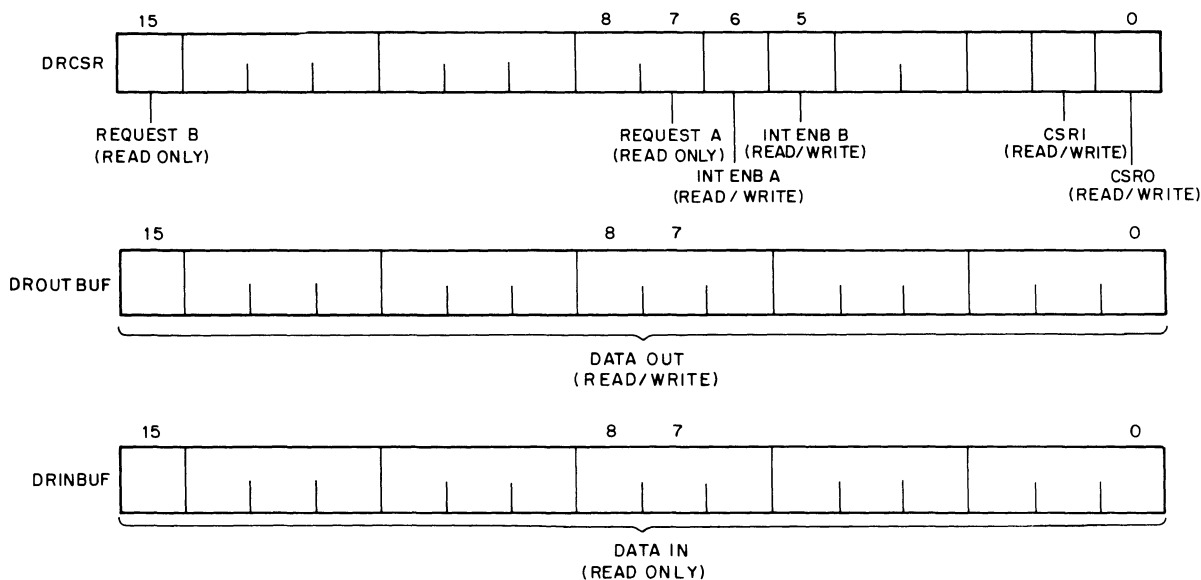 15 8 7 6 5 0
DRCSR
REQUEST B
(READ ONLY)
REQUEST A
(READ ONLY)
INT ENB A
(READ / WRITE)
INT ENB B
(READ/WRITE)
CSR1
(READ/WRITE)
CSR0
(READ/WRITE)
15 8 7 0
DROUTBUF
DATA OUT
(READ/WRITE)
15 8 7 0
DRINBUF
DATA IN
(READ ONLY)